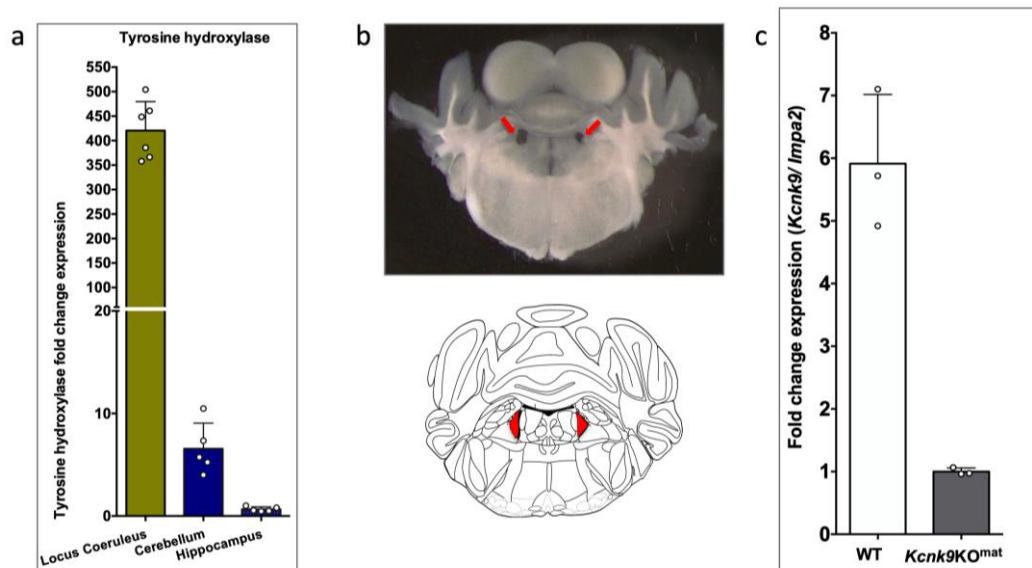 a
Tyrosine hydroxylase
Tyrosine hydroxylase fold change expression
550
500
450
400
350
300
250
200
150
100
20
10
0
Locus Coeruleus
Cerebellum
Hippocampus
b
c
Fold change expression (Kcnk9/ Impa2)
8
7
6
5
4
3
2
1
0
WT
Kcnk9KOmat